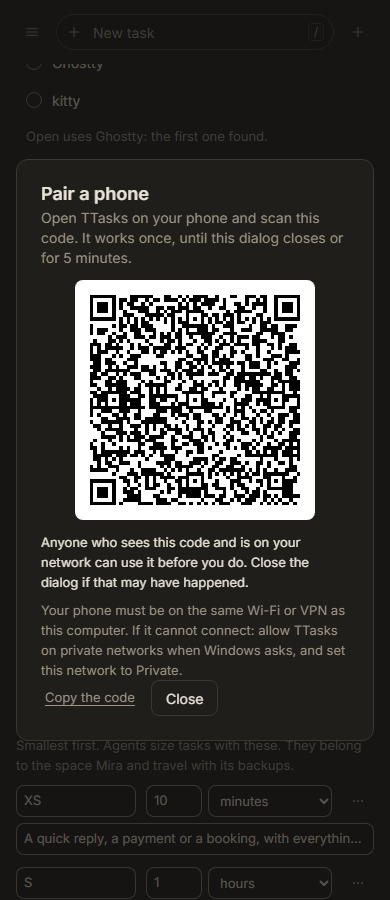 New task
/
Ghostty
kitty
Open uses Ghostty: the first one found.
Pair a phone
Open TTasks on your phone and scan this
code. It works once, until this dialog closes or
for 5 minutes.
Anyone who sees this code and is on your
network can use it before you do. Close the
dialog if that may have happened.
Your phone must be on the same Wi-Fi or VPN as
this computer. If it cannot connect: allow TTasks
on private networks when Windows asks, and set
this network to Private.
Copy the code Close
Smallest first. Agents size tasks with these. They belong
to the space Mira and travel with its backups.
XS 10 minutes ...
A quick reply, a payment or a booking, with everythin...
S 1 hours ...